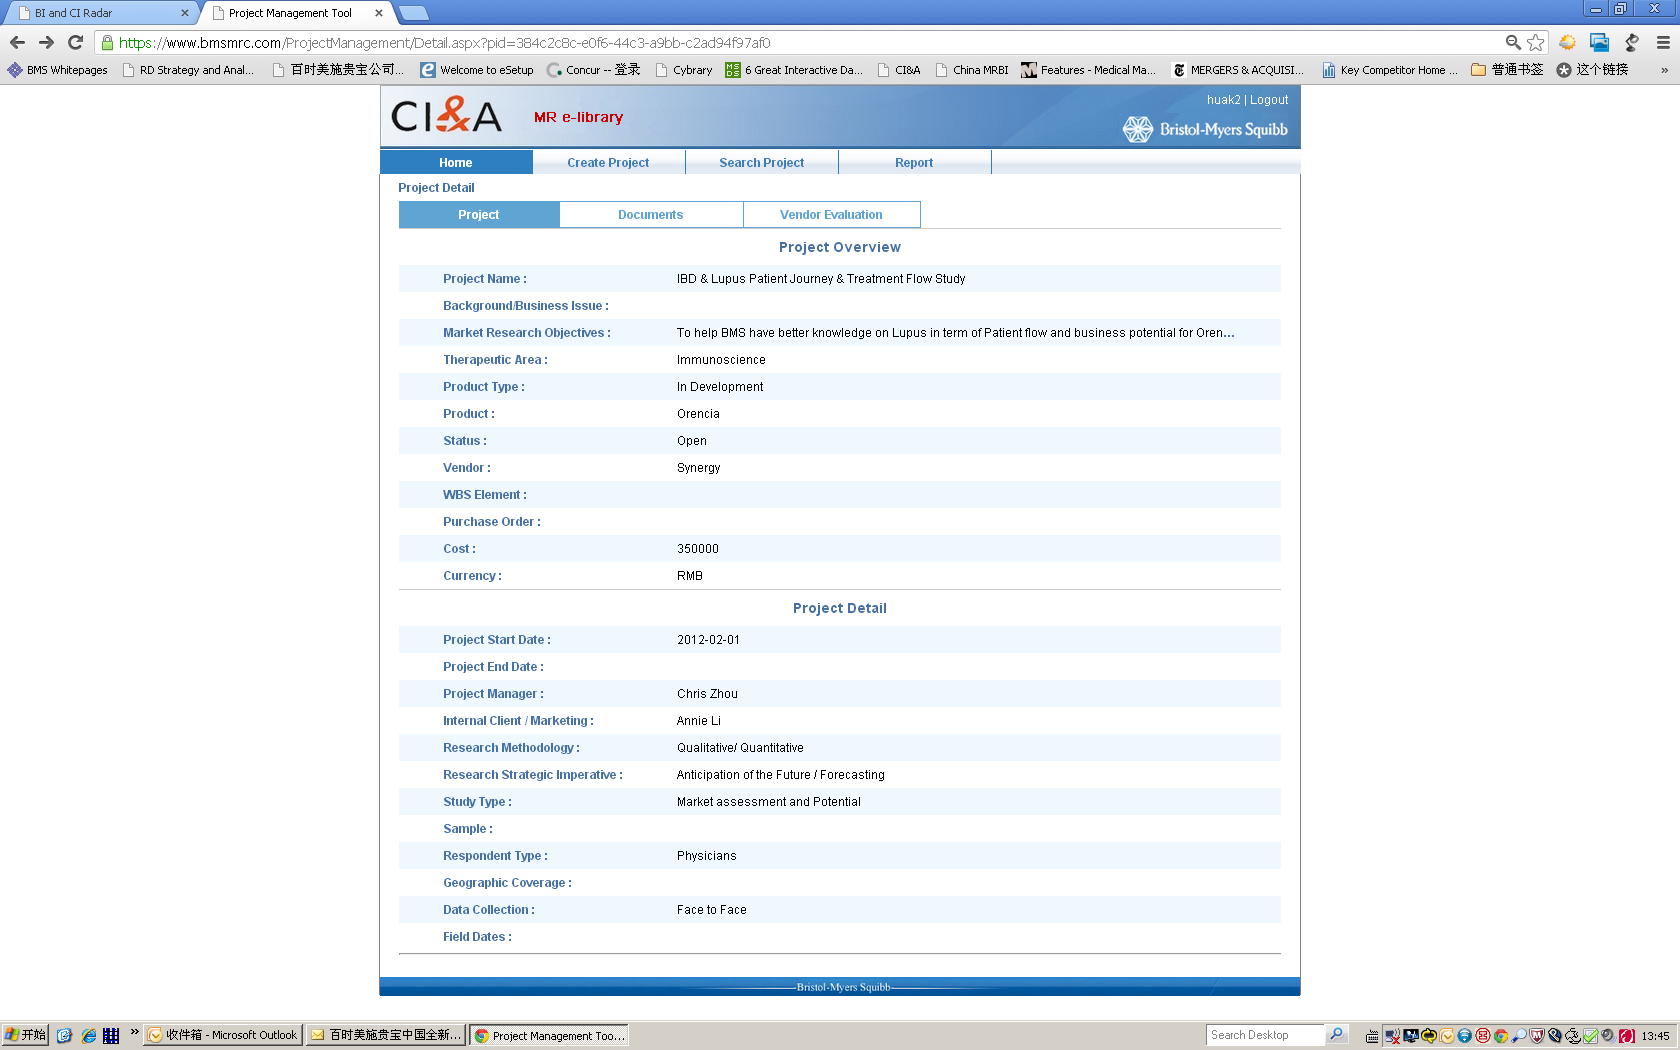 BI and CI Radar
Project Management Tool
https://www.bmsmrc.com/ProjectManagement/Detail.aspx?pid=384c2c8c-e0f6-44c3-a9bb-c2ad94f97af0
BMS Whitepages
RD Strategy and Anal...
百时美施贵宝公司...
Welcome to eSetup
Concur -- 登录
Cybrary
MDS
6 Great Interactive Da...
CI&A
China MRBI
Features - Medical Ma...
MERGERS & ACQUISI...
Key Competitor Home ...
普通书签
这个链接
»
CI&A
MR e-library
huak2 | Logout
Bristol-Myers Squibb
Home
Create Project
Search Project
Report
Project Detail
Project
Documents
Vendor Evaluation
Project Overview
Project Name : IBD & Lupus Patient Journey & Treatment Flow Study
Background/Business Issue :
Market Research Objectives : To help BMS have better knowledge on Lupus in term of Patient flow and business potential for Oren...
Therapeutic Area : Immunoscience
Product Type : In Development
Product : Orencia
Status : Open
Vendor : Synergy
WBS Element :
Purchase Order :
Cost : 350000
Currency : RMB
Project Detail
Project Start Date : 2012-02-01
Project End Date :
Project Manager : Chris Zhou
Internal Client / Marketing : Annie Li
Research Methodology : Qualitative/ Quantitative
Research Strategic Imperative : Anticipation of the Future / Forecasting
Study Type : Market assessment and Potential
Sample :
Respondent Type : Physicians
Geographic Coverage :
Data Collection : Face to Face
Field Dates :
Bristol-Myers Squibb
开始
»
收件箱 - Microsoft Outlook
百时美施贵宝中国全新...
Project Management Too...
Search Desktop
13:45